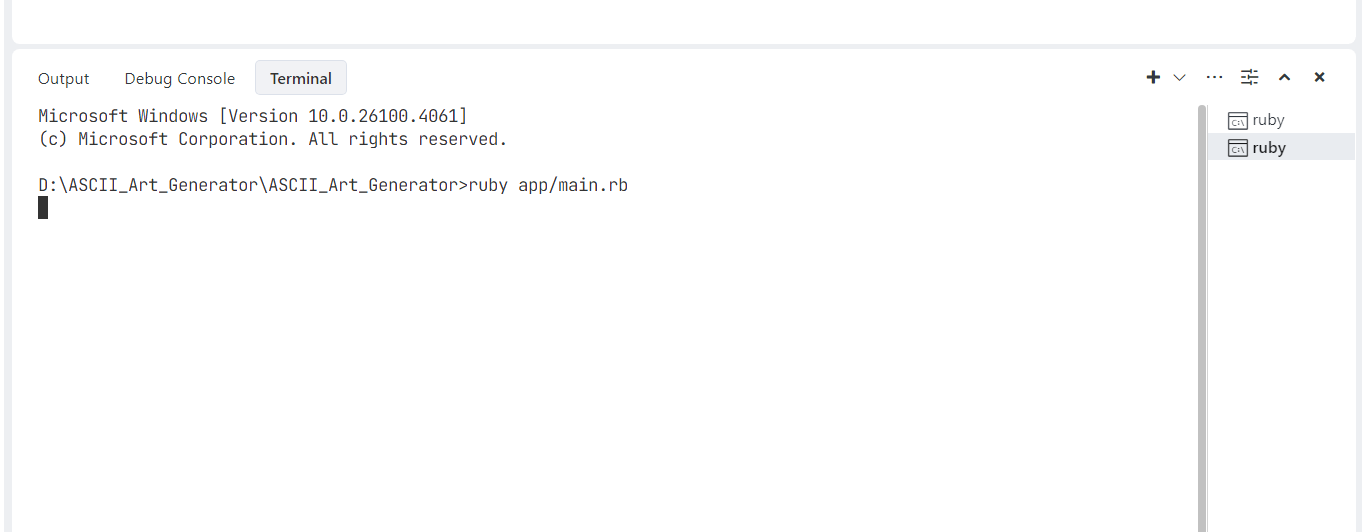 Output Debug Console Terminal
Microsoft Windows [Version 10.0.26100.4061]
(c) Microsoft Corporation. All rights reserved.
D:\ASCII_Art_Generator\ASCII_Art_Generator>ruby app/main.rb
ruby
ruby